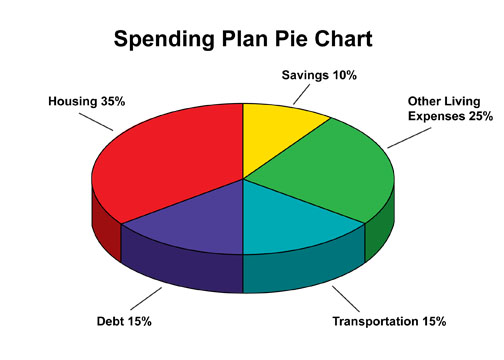 Spending Plan Pie Chart
Savings 10%
Housing 35%
Other Living
Expenses 25%
Debt 15%
Transportation 15%